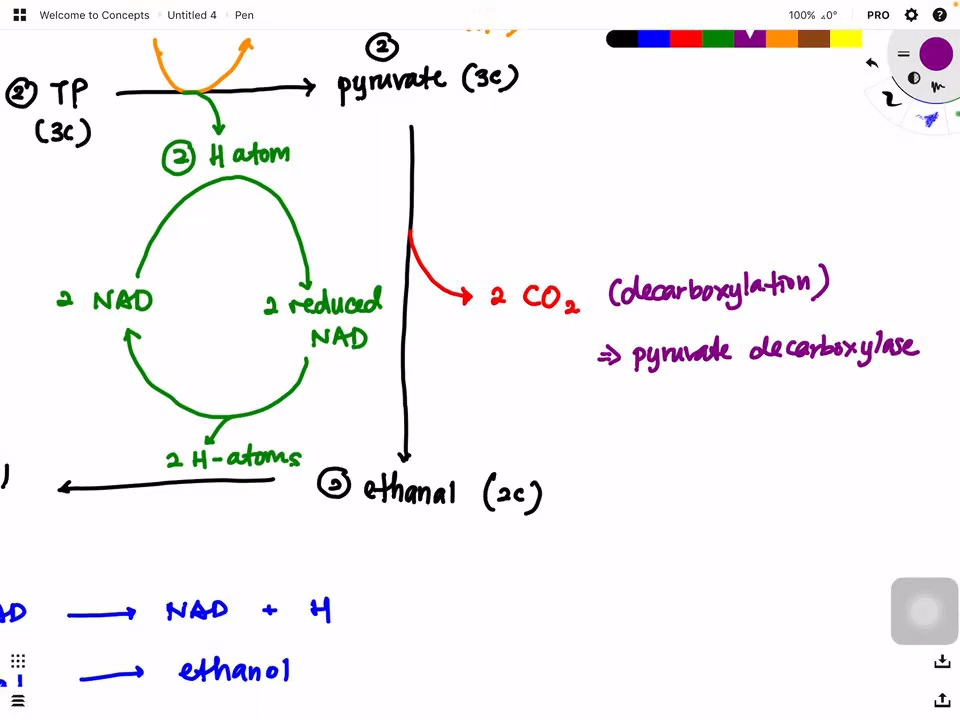 Welcome to Concepts > Untitled 4 > Pen
100% ⊿0° PRO
② TP
(3C)
②
pyruvate (3C)
2
② H atom
2 NAD
2 reduced
NAD
2 CO2 (decarboxylation)
⇒ pyruvate decarboxylase
2 H-atoms
② ethanal (2C)
NAD + H
ethanol